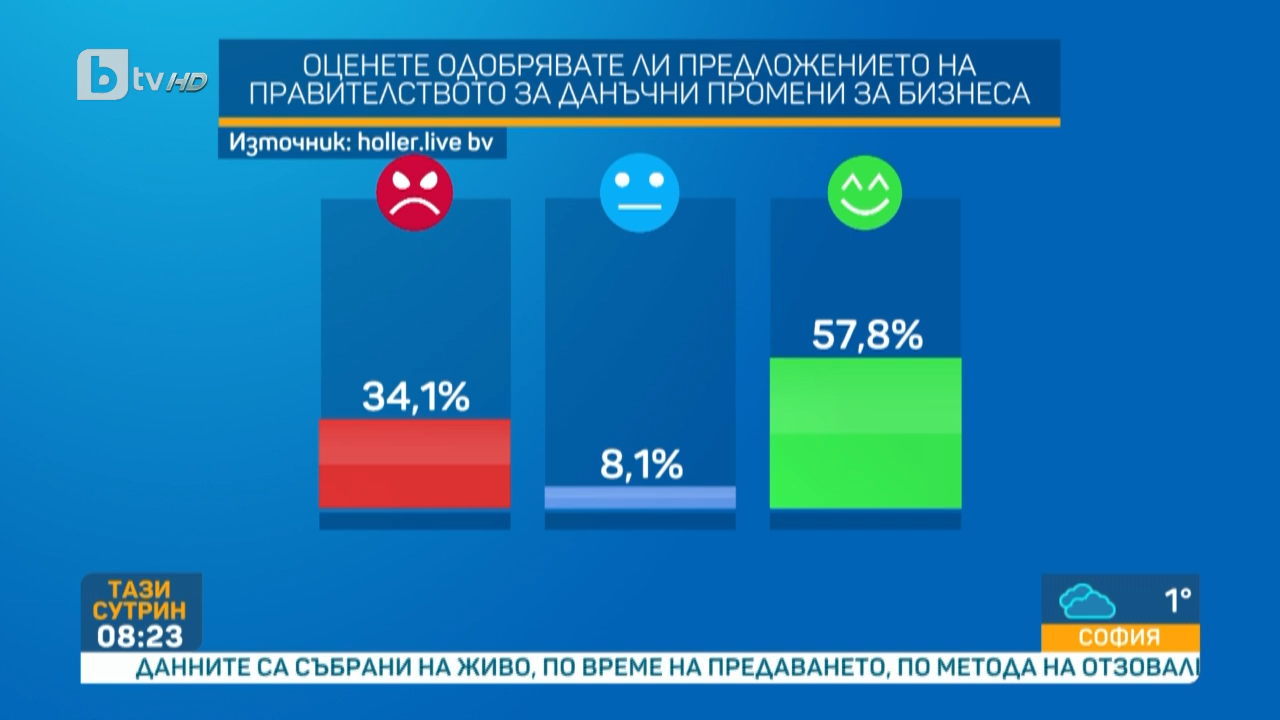 btv HD
ОЦЕНЕТЕ ОДОБРЯВАТЕ ЛИ ПРЕДЛОЖЕНИЕТО НА
ПРАВИТЕЛСТВОТО ЗА ДАНЪЧНИ ПРОМЕНИ ЗА БИЗНЕСА
Източник: holler.live bv
34,1%
8,1%
57,8%
ТАЗИ
СУТРИН
08:23
1°
СОФИЯ
ДАННИТЕ СА СЪБРАНИ НА ЖИВО, ПО ВРЕМЕ НА ПРЕДАВАНЕТО, ПО МЕТОДА НА ОТЗОВАЛ